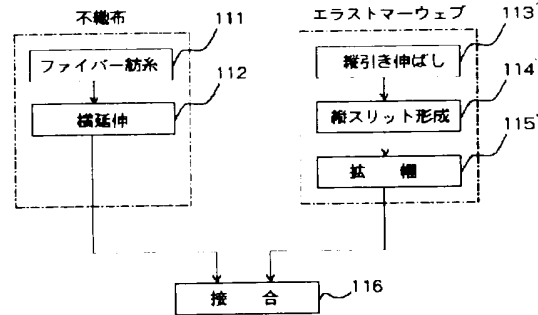 不織布
エラストマーウェブ
ファイバー紡糸
111
横延伸
112
縦引き伸ばし
113'
縦スリット形成
114'
拡 幅
115'
接 合
116